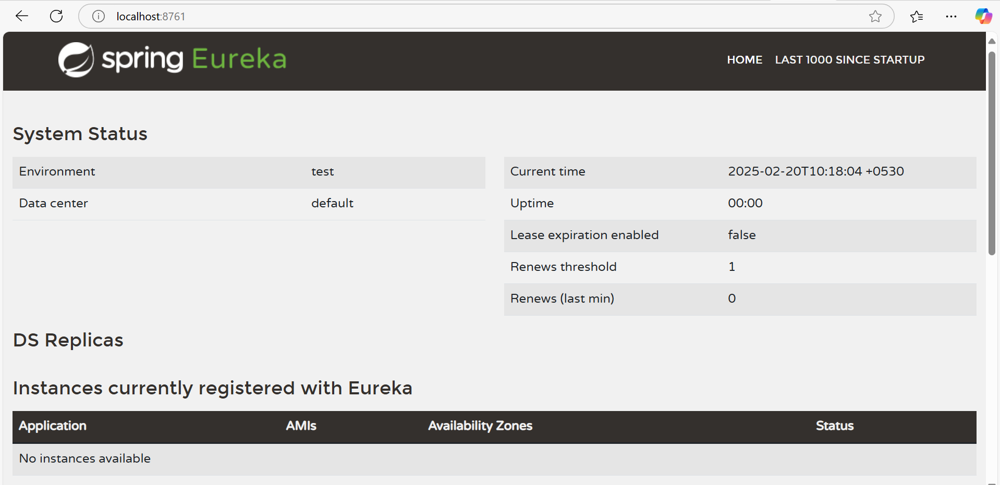 localhost:8761
spring Eureka
HOME LAST 1000 SINCE STARTUP
System Status
Environment test
Data center default
Current time 2025-02-20T10:18:04 +0530
Uptime 00:00
Lease expiration enabled false
Renews threshold 1
Renews (last min) 0
DS Replicas
Instances currently registered with Eureka
Application AMIs Availability Zones Status
No instances available